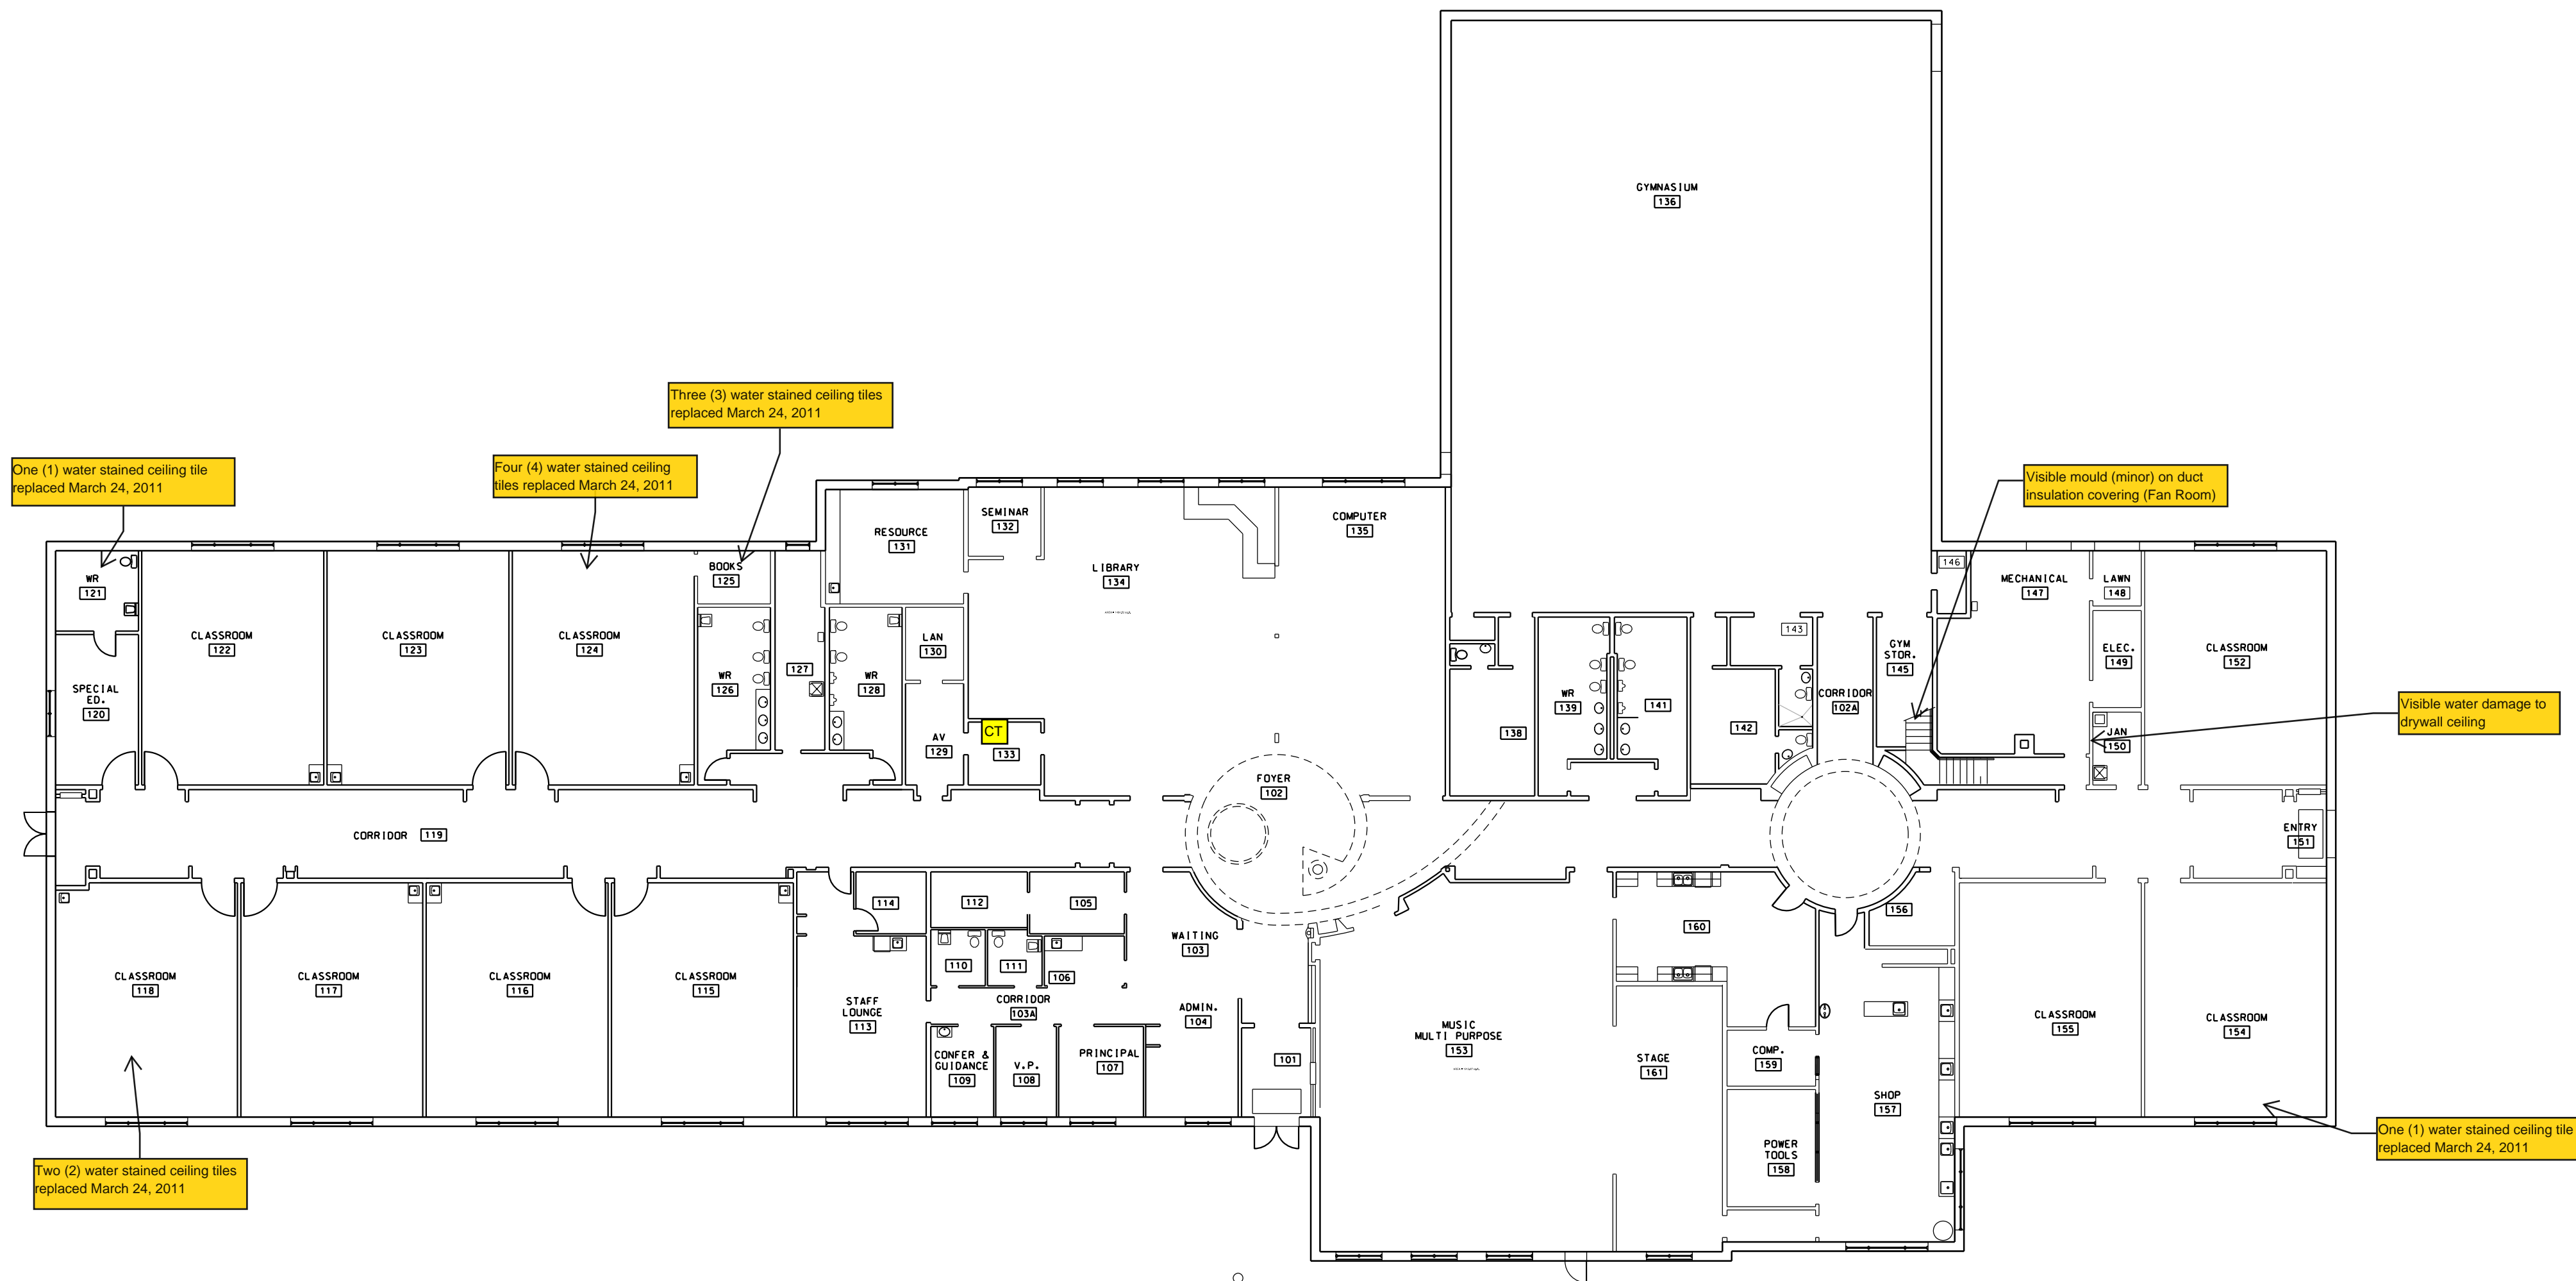 GYMNASIUM
136
Three (3) water stained ceiling tiles
replaced March 24, 2011
One (1) water stained ceiling tile
replaced March 24, 2011
Four (4) water stained ceiling
tiles replaced March 24, 2011
Visible mould (minor) on duct
insulation covering (Fan Room)
SEMINAR
132
COMPUTER
135
RESOURCE
131
BOOKS
125
LIBRARY
134
WR
121
146
MECHANICAL
147
LAWN
148
CLASSROOM
122
CLASSROOM
123
CLASSROOM
124
LAN
130
143
GYM
STOR.
145
ELEC.
149
CLASSROOM
152
127
WR
126
WR
128
SPECIAL
ED.
120
WR
139
141
CORRIDOR
102A
Visible water damage to
drywall ceiling
CT
133
AV
129
138
142
JAN
150
FOYER
102
CORRIDOR 119
ENTRY
151
114
112
105
156
160
WAITING
103
110
111
106
CLASSROOM
118
CLASSROOM
117
CLASSROOM
116
CLASSROOM
115
STAFF
LOUNGE
113
CORRIDOR
103A
ADMIN.
104
MUSIC
MULTI PURPOSE
153
CLASSROOM
155
CLASSROOM
154
CONFER &
GUIDANCE
109
V.P.
108
PRINCIPAL
107
101
STAGE
161
COMP.
159
SHOP
157
POWER
TOOLS
158
One (1) water stained ceiling tile
replaced March 24, 2011
Two (2) water stained ceiling tiles
replaced March 24, 2011